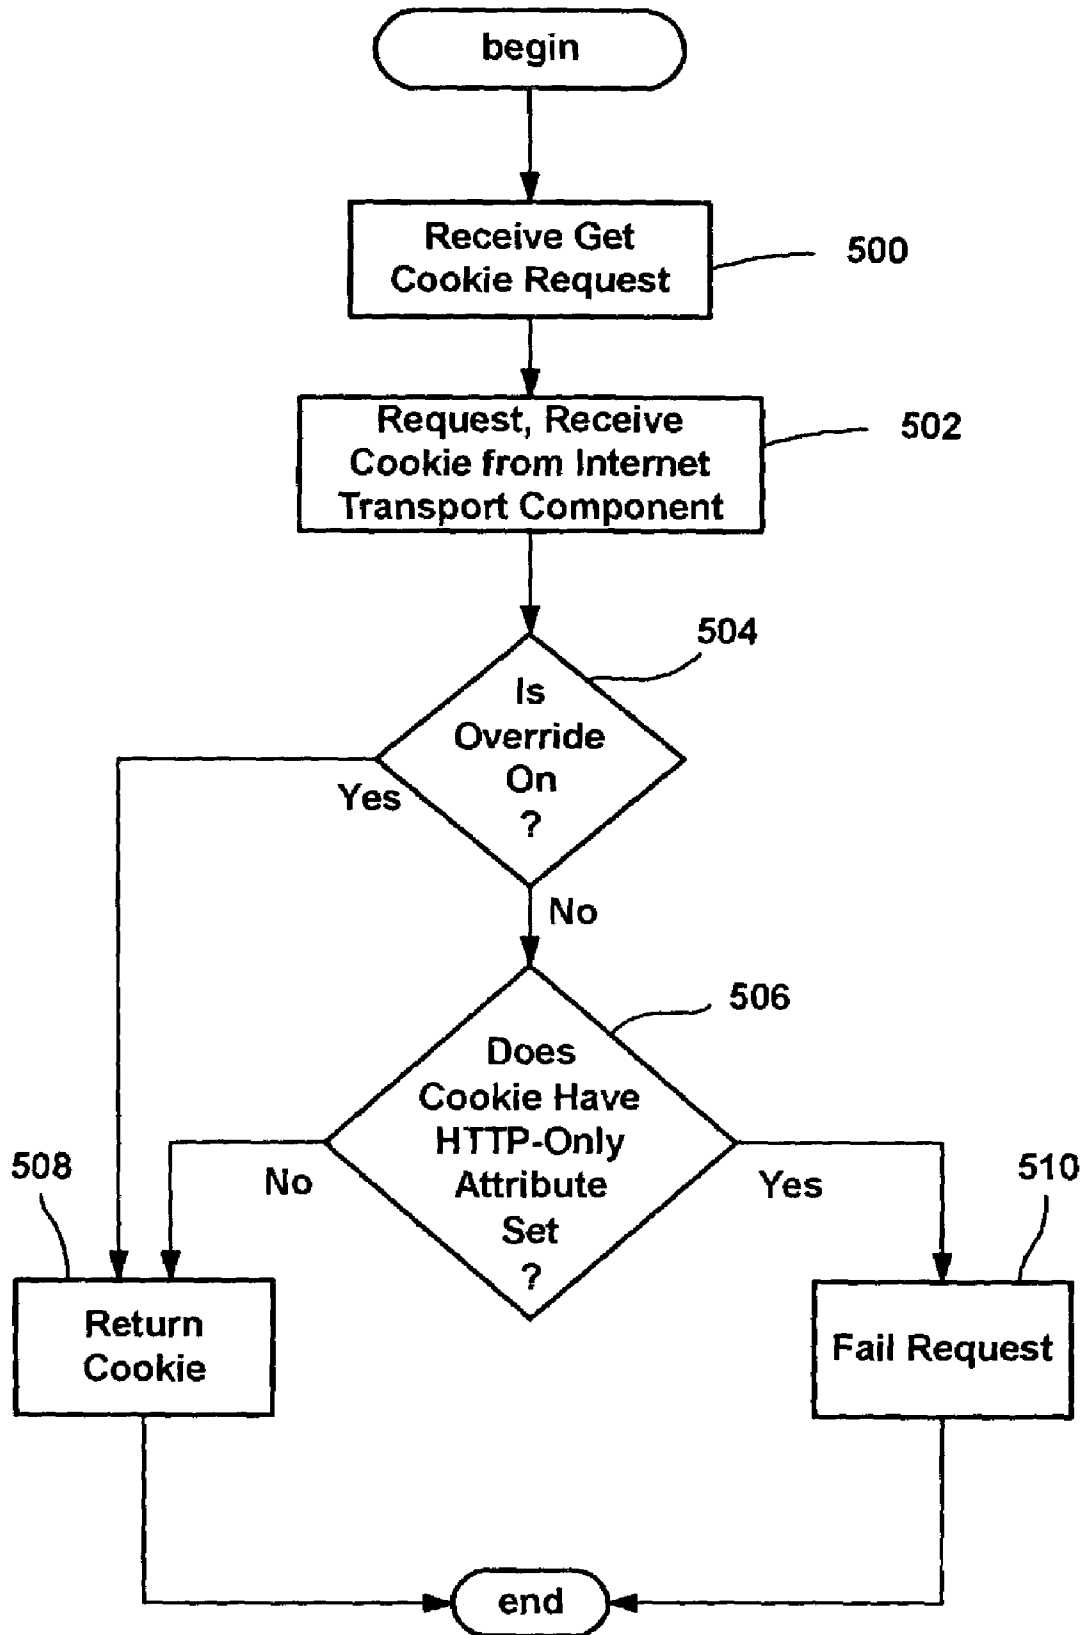 begin
Receive Get
Cookie Request
500
Request, Receive
Cookie from Internet
Transport Component
502
504
Is
Override
On
?
Yes
No
506
Does
Cookie Have
HTTP-Only
Attribute
Set
?
No
Yes
508
Return
Cookie
510
Fail Request
end